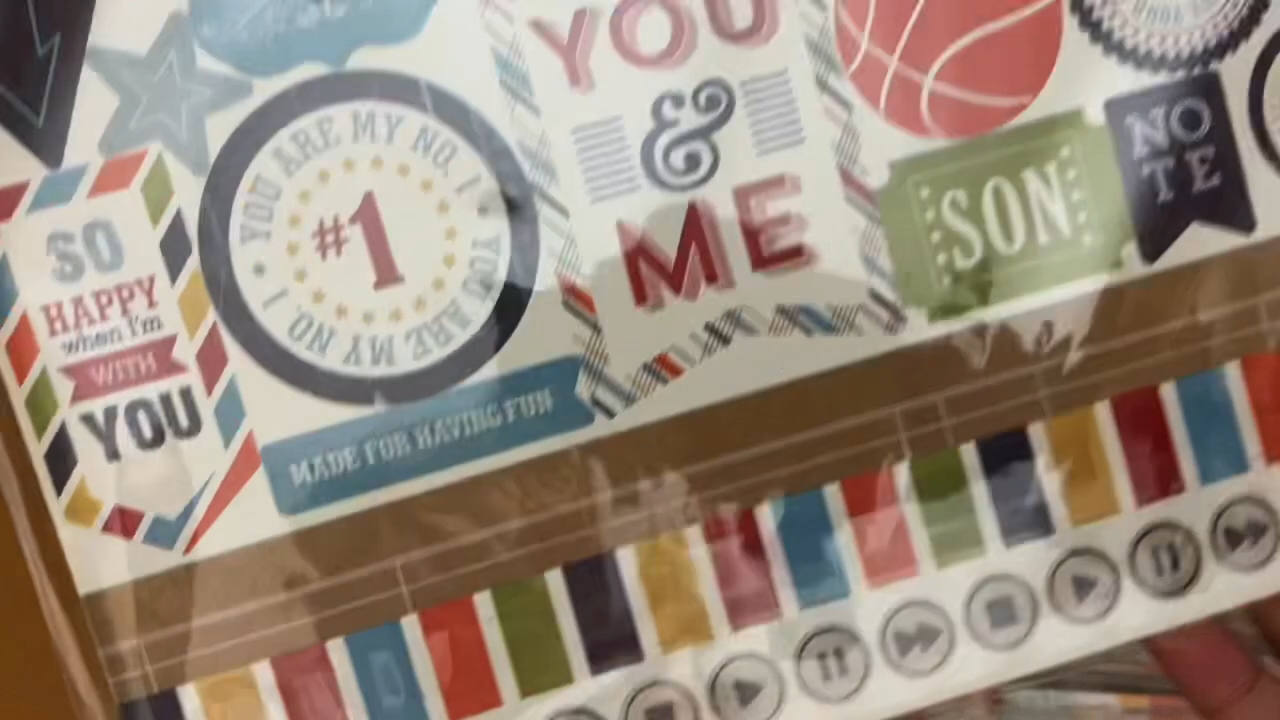 YOU
&
ME
SON
NO
TE
YOU ARE MY NO. 1 • YOU ARE MY NO. 1 •
#1
SO
HAPPY
when I'm
WITH
YOU
MADE FOR HAVING FUN